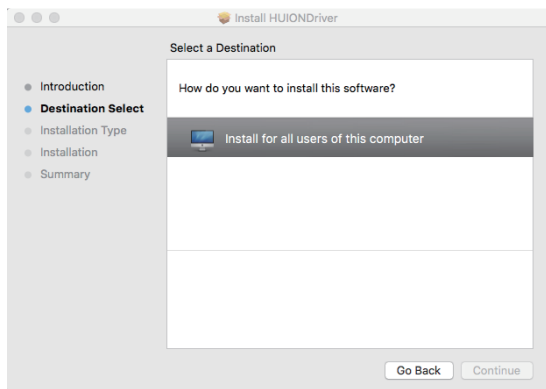 Install HUIONDriver
Select a Destination
Introduction
Destination Select
Installation Type
Installation
Summary
How do you want to install this software?
Install for all users of this computer
Go Back
Continue